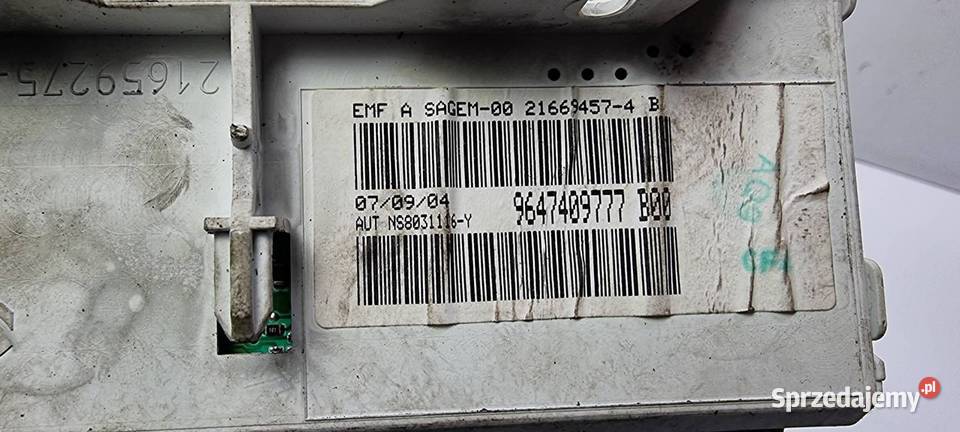 21659275-
EMF A SAGEM-00 21669457-4 B
07/09/04
9647409777 B00
AUT NS8031116-Y
Sprzedajemy.pl